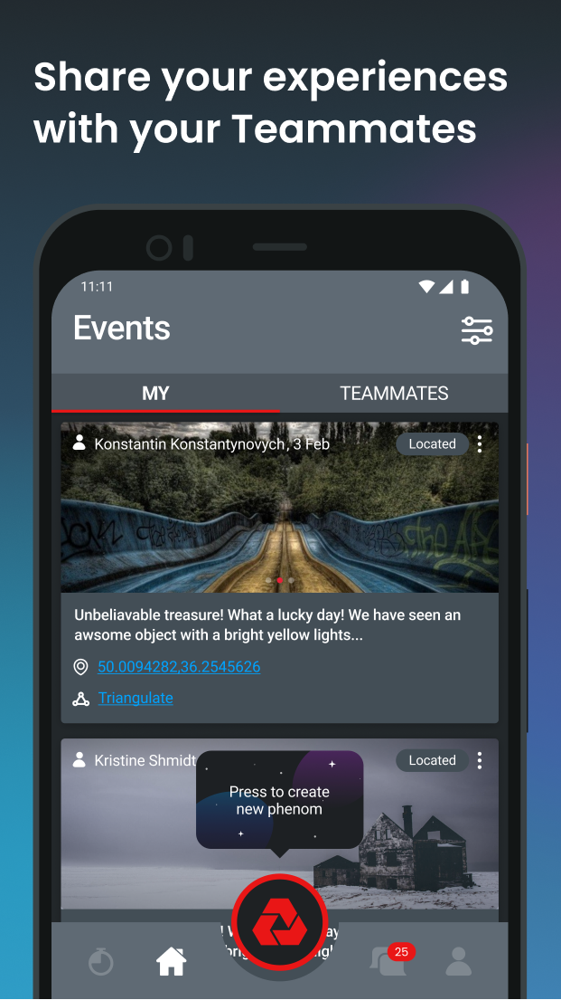 Share your experiences
with your Teammates
11:11
Events
MY
TEAMMATES
Konstantin Konstantynovych, 3 Feb
Located
Unbeliavable treasure! What a lucky day! We have seen an
awsome object with a bright yellow lights...
50.0094282,36.2545626
Triangulate
Kristine Shmidt
Located
Press to create
new phenom
25